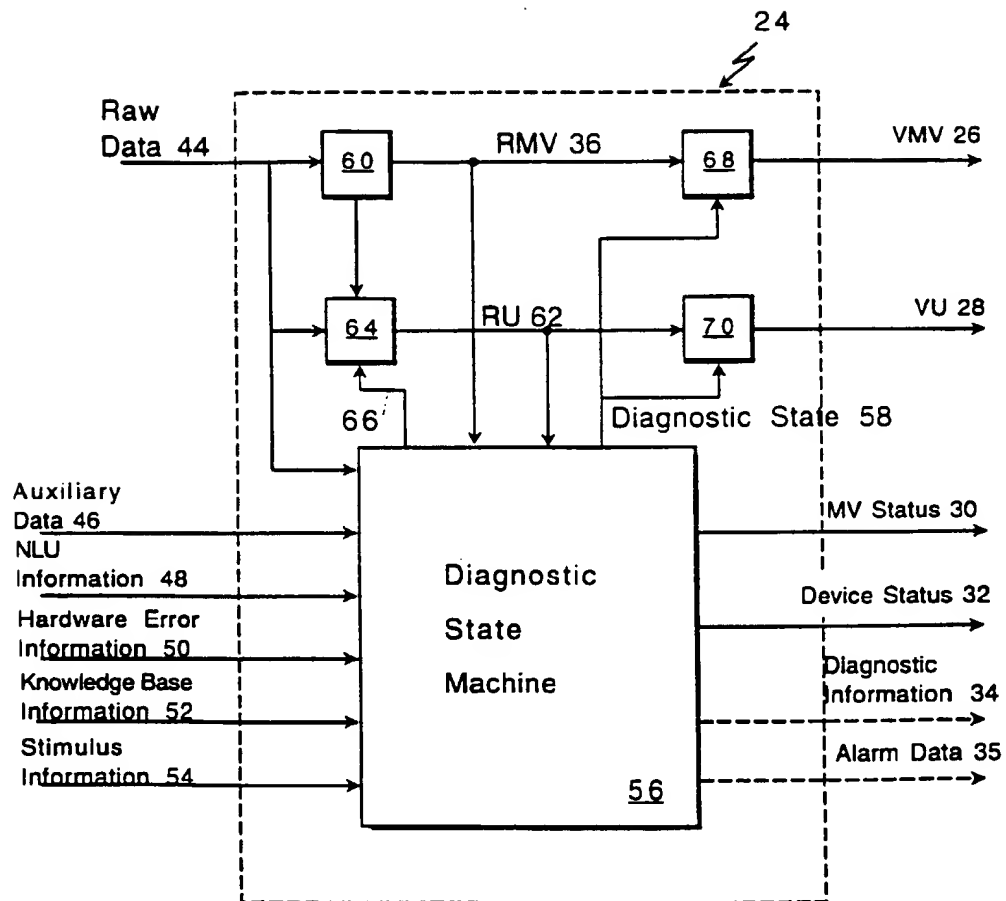 24
Raw
Data 44
60
RMV 36
68
VMV 26
64
RU 62
70
VU 28
66
Diagnostic State 58
Auxiliary
Data 46
NLU
Information 48
Hardware Error
Information 50
Knowledge Base
Information 52
Stimulus
Information 54
Diagnostic
State
Machine
56
MV Status 30
Device Status 32
Diagnostic
Information 34
Alarm Data 35